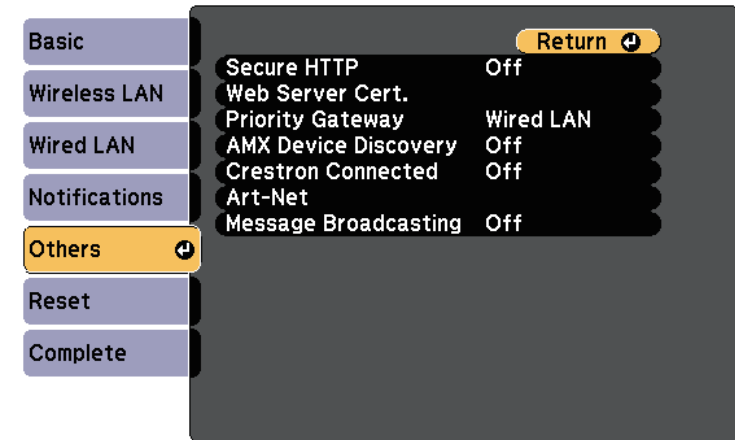 Basic
Wireless LAN
Wired LAN
Notifications
Others
Reset
Complete
Return
Secure HTTP Off
Web Server Cert.
Priority Gateway Wired LAN
AMX Device Discovery Off
Crestron Connected Off
Art-Net
Message Broadcasting Off